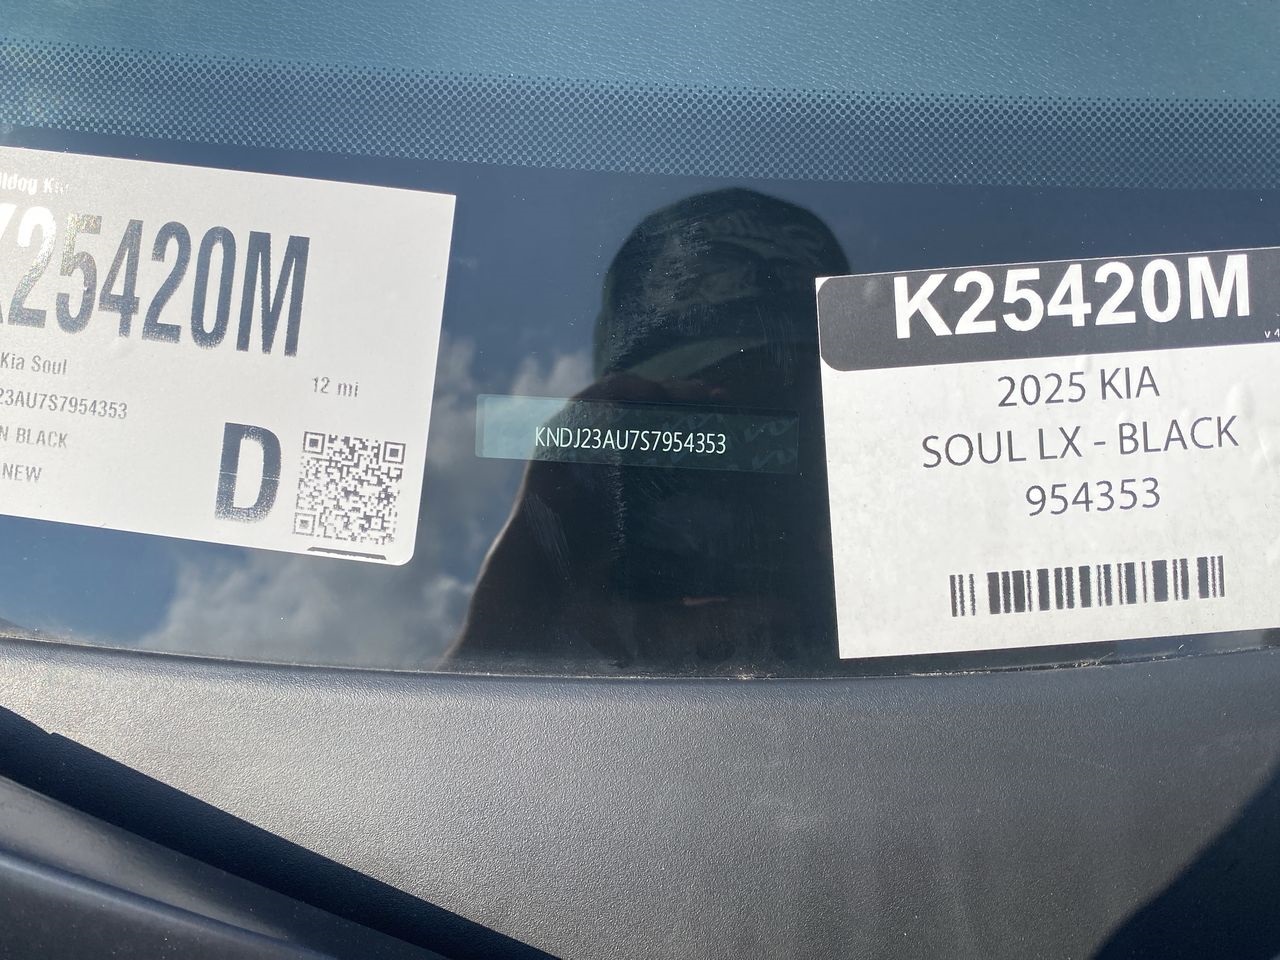 K25420M
Kia Soul
12 mi
23AU7S7954353
BLACK
NEW
D
KNDJ23AU7S7954353
K25420M
2025 KIA
SOUL LX - BLACK
954353